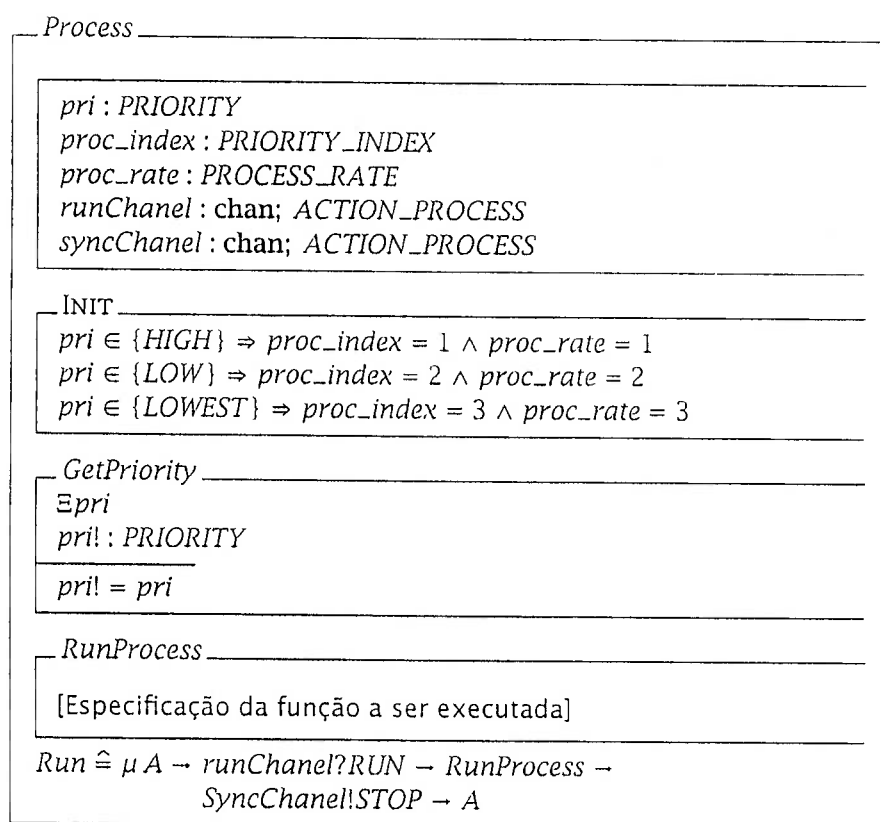 Process
pri : PRIORITY
proc_index : PRIORITY_INDEX
proc_rate : PROCESS_RATE
runChanel : chan; ACTION_PROCESS
syncChanel : chan; ACTION_PROCESS
INIT
pri ∈ {HIGH} ⇒ proc_index = 1 ∧ proc_rate = 1
pri ∈ {LOW} ⇒ proc_index = 2 ∧ proc_rate = 2
pri ∈ {LOWEST} ⇒ proc_index = 3 ∧ proc_rate = 3
GetPriority
Ξpri
pri! : PRIORITY
pri! = pri
RunProcess
[Especificação da função a ser executada]
Run ≙ μ A → runChanel?RUN → RunProcess →
SyncChanel!STOP → A